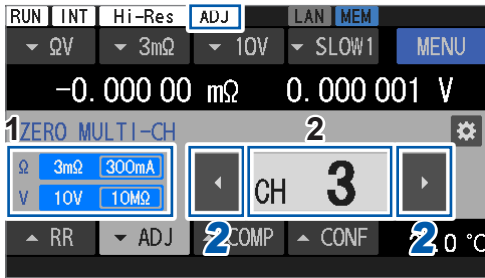 RUN INT Hi-Res ADJ LAN MEM
ΩV 3mΩ 10V SLOW1 MENU
-0.000 00 mΩ 0.000 001 V
1 ZERO MULTI-CH 2
Ω 3mΩ 300mA
V 10V 10MΩ
CH 3
2 2
RR ADJ COMP CONF .0 °C